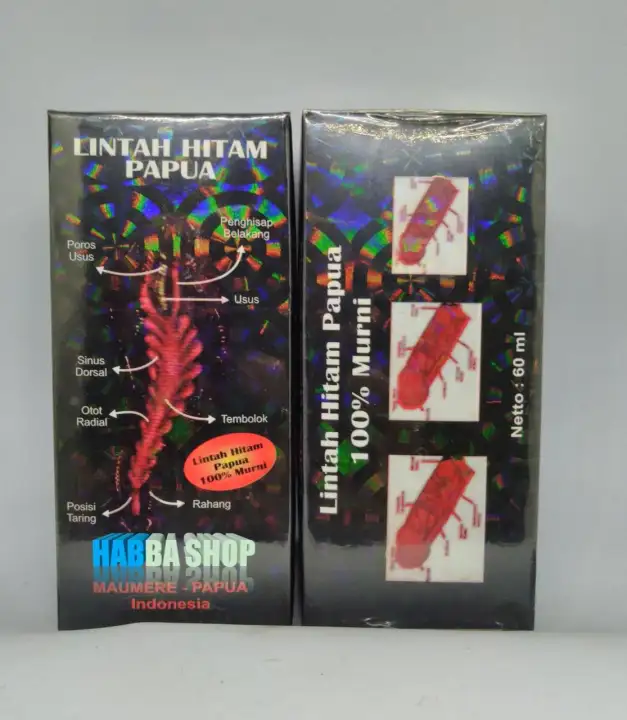 LINTAH HITAM
PAPUA
Penghisap
Belakang
Poros
Usus
Usus
Sinus
Dorsal
Otot
Radial
Tembolok
Lintah Hitam
Papua
100% Murni
Posisi
Taring
Rahang
HABBA SHOP
MAUMERE - PAPUA
Indonesia
Lintah Hitam Papua
100% Murni
Netto : 60 ml